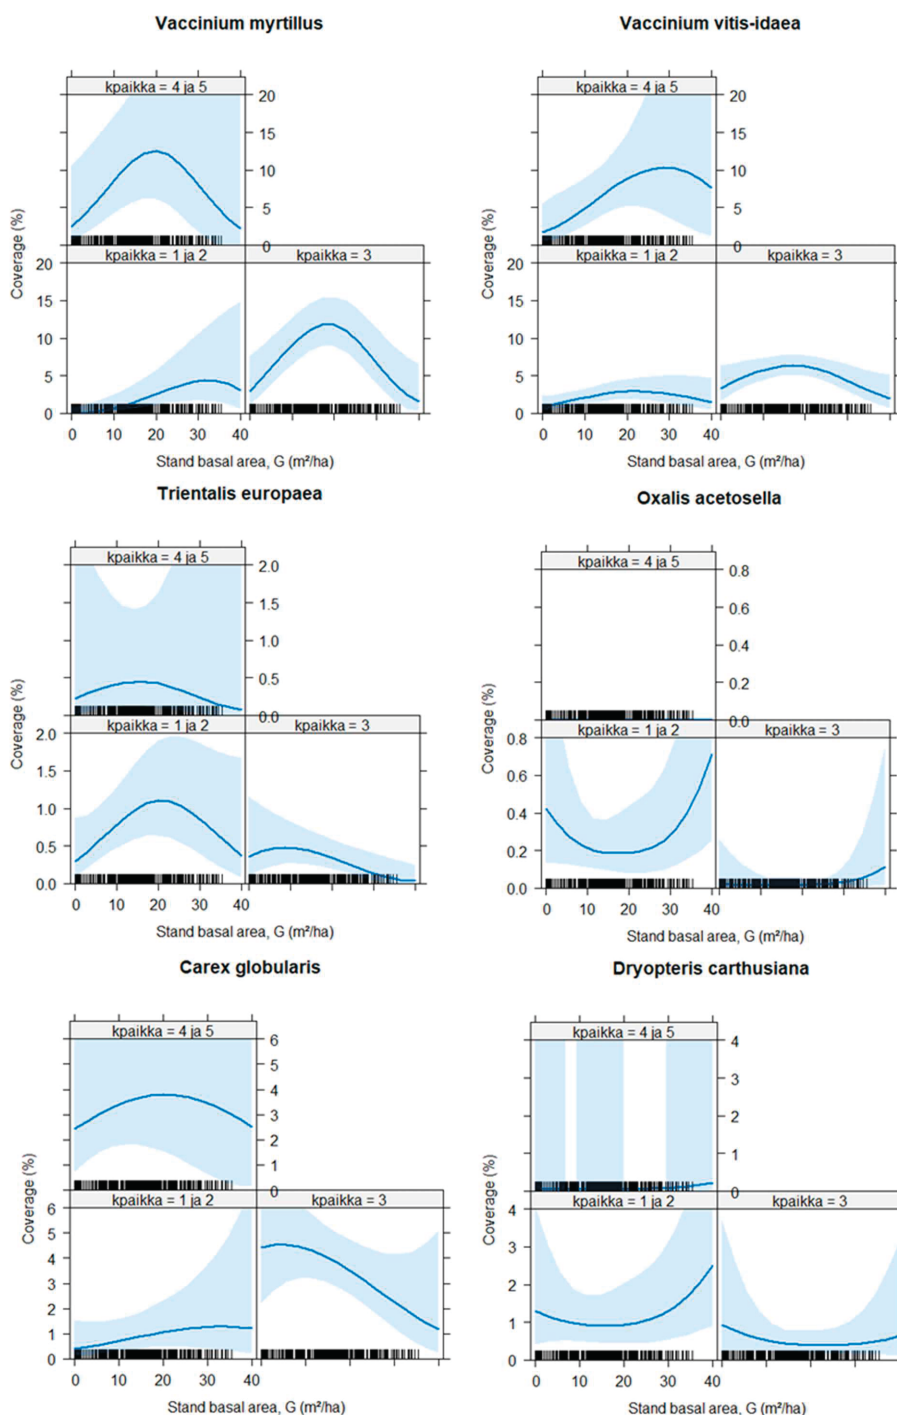 Vaccinium myrtillus
kpaikka = 4 ja 5
20
15
10
5
0
kpaikka = 1 ja 2
kpaikka = 3
20
15
10
5
0
0 10 20 30 40
Coverage (%)
Stand basal area, G (m²/ha)
Vaccinium vitis-idaea
kpaikka = 4 ja 5
20
15
10
5
0
kpaikka = 1 ja 2
kpaikka = 3
20
15
10
5
0
0 10 20 30 40
Coverage (%)
Stand basal area, G (m²/ha)
Trientalis europaea
kpaikka = 4 ja 5
2.0
1.5
1.0
0.5
0.0
kpaikka = 1 ja 2
kpaikka = 3
2.0
1.5
1.0
0.5
0.0
0 10 20 30 40
Coverage (%)
Stand basal area, G (m²/ha)
Oxalis acetosella
kpaikka = 4 ja 5
0.8
0.6
0.4
0.2
0.0
kpaikka = 1 ja 2
kpaikka = 3
0.8
0.6
0.4
0.2
0.0
0 10 20 30 40
Coverage (%)
Stand basal area, G (m²/ha)
Carex globularis
kpaikka = 4 ja 5
6
5
4
3
2
1
0
kpaikka = 1 ja 2
kpaikka = 3
6
5
4
3
2
1
0
0 10 20 30 40
Coverage (%)
Stand basal area, G (m²/ha)
Dryopteris carthusiana
kpaikka = 4 ja 5
4
3
2
1
0
kpaikka = 1 ja 2
kpaikka = 3
4
3
2
1
0
0 10 20 30 40
Coverage (%)
Stand basal area, G (m²/ha)